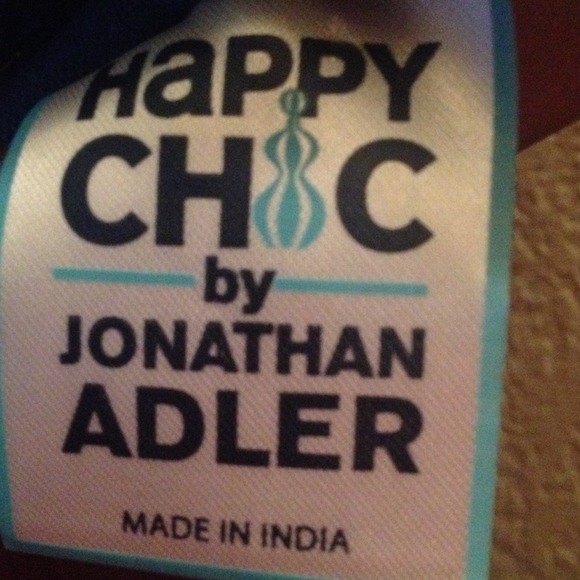 HaPPY
CHiC
by
JONATHAN
ADLER
MADE IN INDIA